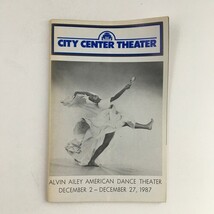 CITY CENTER THEATER
ALVIN AILEY AMERICAN DANCE THEATER
DECEMBER 2 – DECEMBER 27, 1987